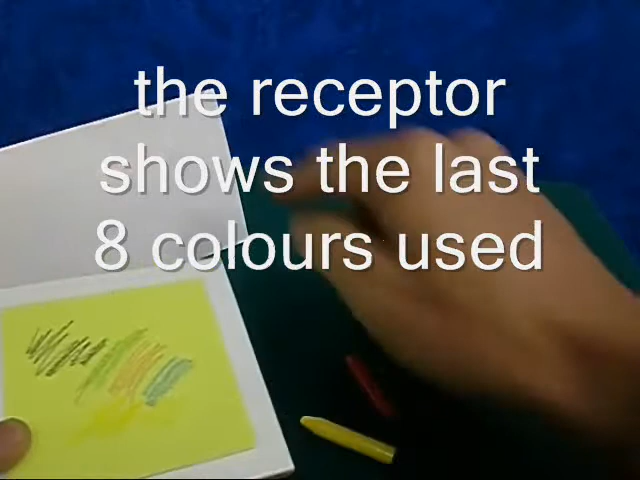 the receptor
shows the last
8 colours used